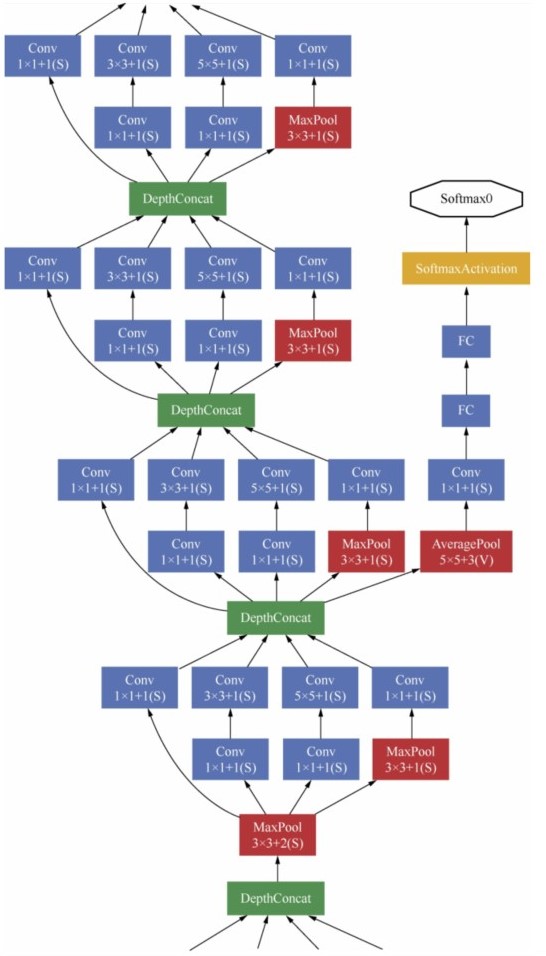 Conv
1×1+1(S)
Conv
3×3+1(S)
Conv
5×5+1(S)
Conv
1×1+1(S)
Conv
1×1+1(S)
Conv
1×1+1(S)
MaxPool
3×3+1(S)
DepthConcat
Softmax0
Conv
1×1+1(S)
Conv
3×3+1(S)
Conv
5×5+1(S)
Conv
1×1+1(S)
SoftmaxActivation
Conv
1×1+1(S)
Conv
1×1+1(S)
MaxPool
3×3+1(S)
FC
DepthConcat
FC
Conv
1×1+1(S)
Conv
3×3+1(S)
Conv
5×5+1(S)
Conv
1×1+1(S)
Conv
1×1+1(S)
Conv
1×1+1(S)
Conv
1×1+1(S)
MaxPool
3×3+1(S)
AveragePool
5×5+3(V)
DepthConcat
Conv
1×1+1(S)
Conv
3×3+1(S)
Conv
5×5+1(S)
Conv
1×1+1(S)
Conv
1×1+1(S)
Conv
1×1+1(S)
MaxPool
3×3+1(S)
MaxPool
3×3+2(S)
DepthConcat